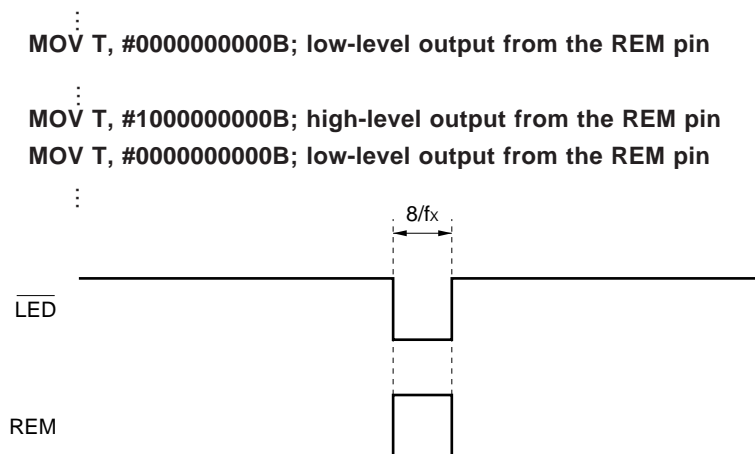 ⋮
MOV T, #0000000000B; low-level output from the REM pin
⋮
MOV T, #1000000000B; high-level output from the REM pin
MOV T, #0000000000B; low-level output from the REM pin
⋮
8/fx
LED
REM